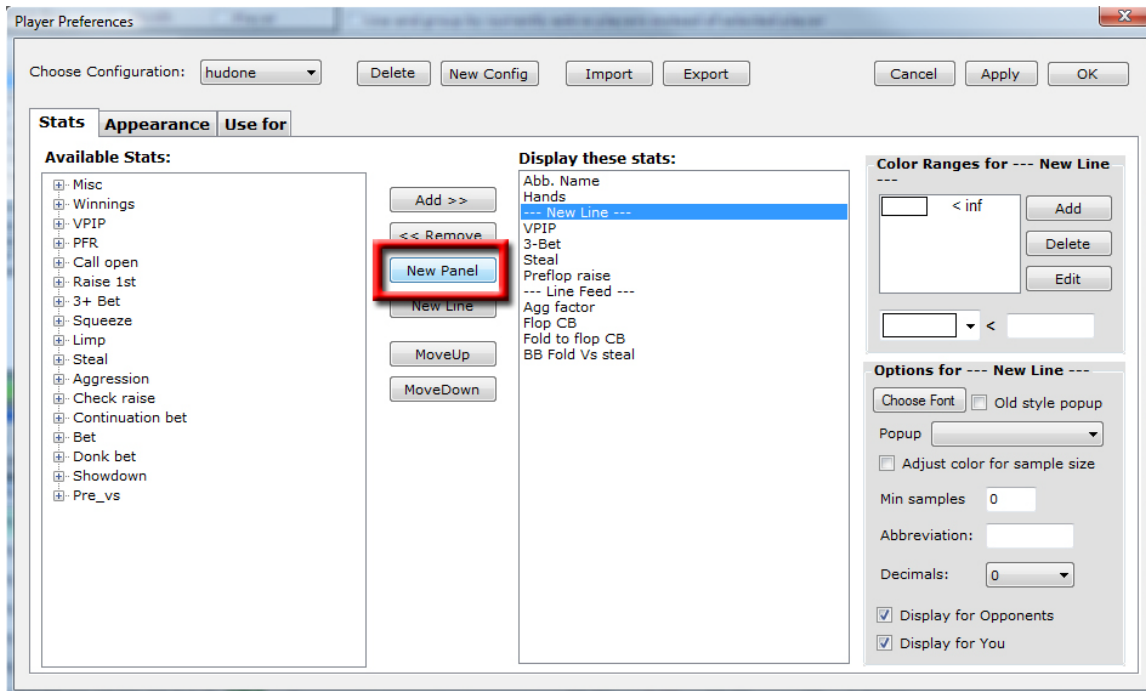 Player Preferences
Choose Configuration: hudone Delete New Config Import Export Cancel Apply OK
Stats Appearance Use for
Available Stats:
Misc
Winnings
VPIP
PFR
Call open
Raise 1st
3+ Bet
Squeeze
Limp
Steal
Aggression
Check raise
Continuation bet
Bet
Donk bet
Showdown
Pre_vs
Add >>
<< Remove
New Panel
New Line
MoveUp
MoveDown
Display these stats:
Abb. Name
Hands
--- New Line ---
VPIP
3-Bet
Steal
Preflop raise
--- Line Feed ---
Agg factor
Flop CB
Fold to flop CB
BB Fold Vs steal
Color Ranges for --- New Line
---
< inf
Add
Delete
Edit
<
Options for --- New Line ---
Choose Font Old style popup
Popup
Adjust color for sample size
Min samples 0
Abbreviation:
Decimals: 0
Display for Opponents
Display for You